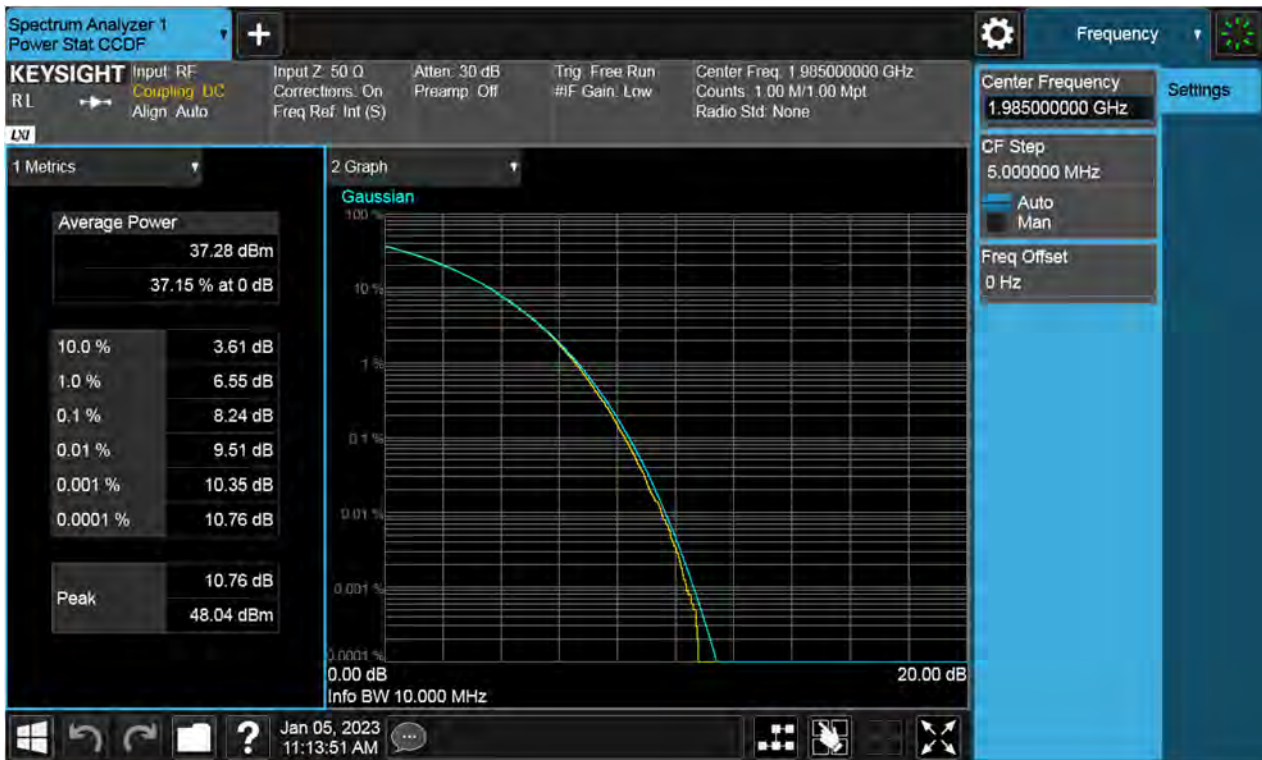 Spectrum Analyzer 1
Power Stat CCDF
+
Frequency
KEYSIGHT
RL
LXI
Input: RF
Coupling: DC
Align: Auto
Input Z: 50 Ω
Corrections: On
Freq Ref: Int (S)
Atten: 30 dB
Preamp: Off
Trig: Free Run
#IF Gain: Low
Center Freq: 1.985000000 GHz
Counts: 1.00 M/1.00 Mpt
Radio Std: None
Center Frequency
1.985000000 GHz
Settings
CF Step
5.000000 MHz
Auto
Man
Freq Offset
0 Hz
1 Metrics
Average Power
37.28 dBm
37.15 % at 0 dB
10.0 % 3.61 dB
1.0 % 6.55 dB
0.1 % 8.24 dB
0.01 % 9.51 dB
0.001 % 10.35 dB
0.0001 % 10.76 dB
Peak
10.76 dB
48.04 dBm
2 Graph
Gaussian
100 %
10 %
1 %
0.1 %
0.01 %
0.001 %
0.0001 %
0.00 dB 20.00 dB
Info BW 10.000 MHz
?
Jan 05, 2023
11:13:51 AM